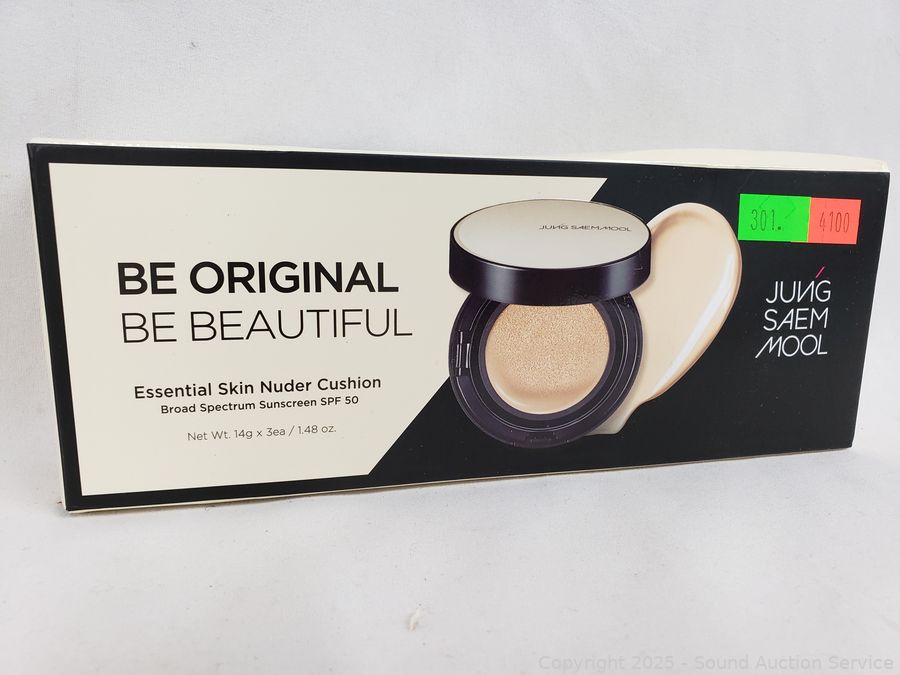 BE ORIGINAL
BE BEAUTIFUL
Essential Skin Nuder Cushion
Broad Spectrum Sunscreen SPF 50
Net Wt. 14g x 3ea / 1.48 oz.
JUNG SAEMMOOL
301.
4100
JUNG
SAEM
MOOL
Copyright 2025 - Sound Auction Service